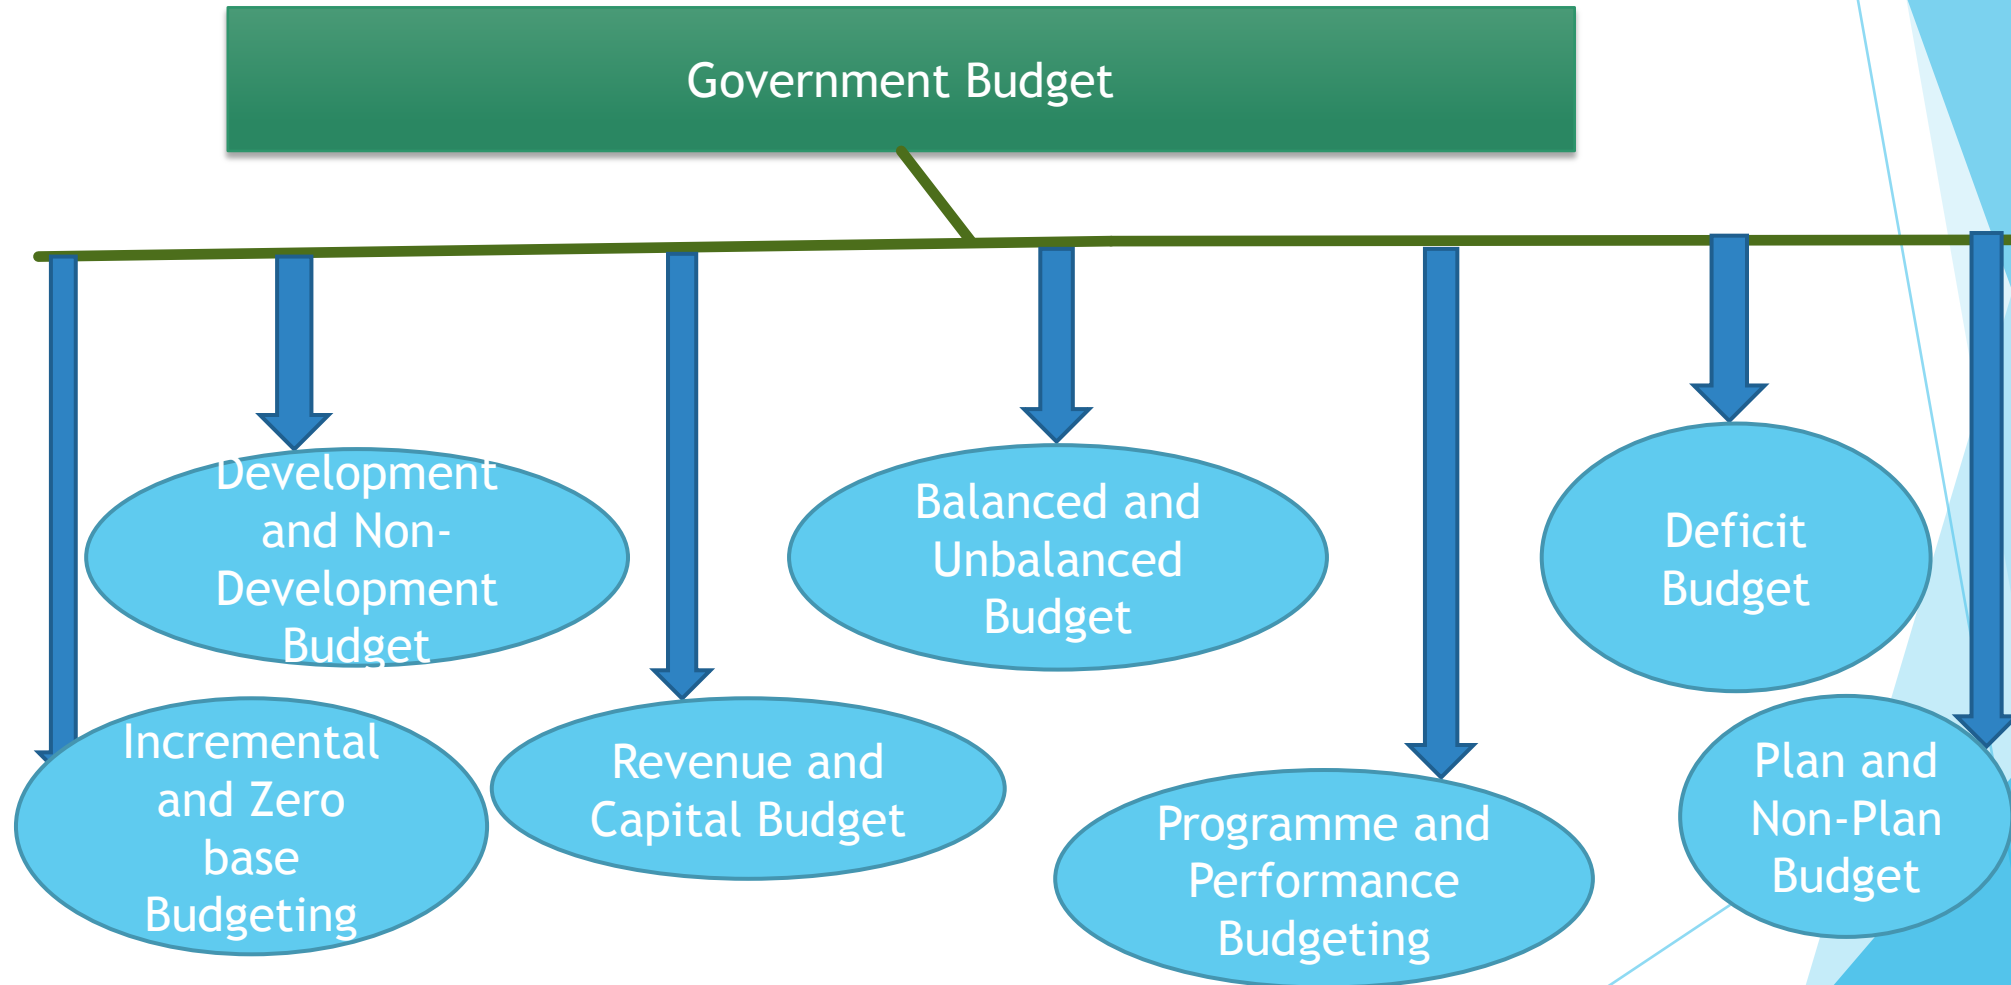 Government Budget
Development
and Non-
Development
Budget
Balanced and
Unbalanced
Budget
Deficit
Budget
Incremental
and Zero
base
Budgeting
Revenue and
Capital Budget
Programme and
Performance
Budgeting
Plan and
Non-Plan
Budget